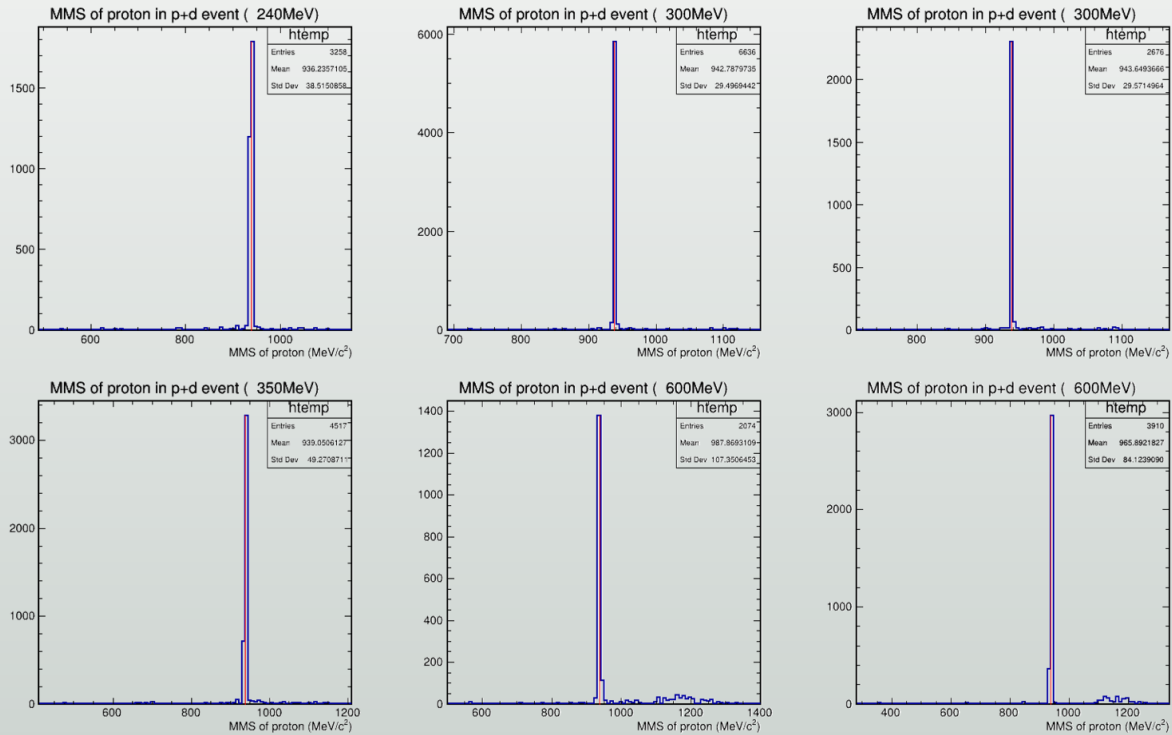 MMS of proton in p+d event ( 240MeV)
htemp
Entries 3258
Mean 936.2357105
Std Dev 38.5150858
1500
1000
500
0
600
800
1000
MMS of proton (MeV/c²)
MMS of proton in p+d event ( 300MeV)
htemp
Entries 6636
Mean 942.7879735
Std Dev 29.4969442
6000
4000
2000
0
700
800
900
1000
1100
MMS of proton (MeV/c²)
MMS of proton in p+d event ( 300MeV)
htemp
Entries 2676
Mean 943.6493666
Std Dev 29.5714964
2000
1500
1000
500
0
800
900
1000
1100
MMS of proton (MeV/c²)
MMS of proton in p+d event ( 350MeV)
htemp
Entries 4517
Mean 939.0506127
Std Dev 49.2708711
3000
2000
1000
0
600
800
1000
1200
MMS of proton (MeV/c²)
MMS of proton in p+d event ( 600MeV)
htemp
Entries 2074
Mean 987.8693109
Std Dev 107.3506453
1400
1200
1000
800
600
400
200
0
600
800
1000
1200
1400
MMS of proton (MeV/c²)
MMS of proton in p+d event ( 600MeV)
htemp
Entries 3910
Mean 965.8921827
Std Dev 84.1239090
3000
2000
1000
0
400
600
800
1000
1200
MMS of proton (MeV/c²)